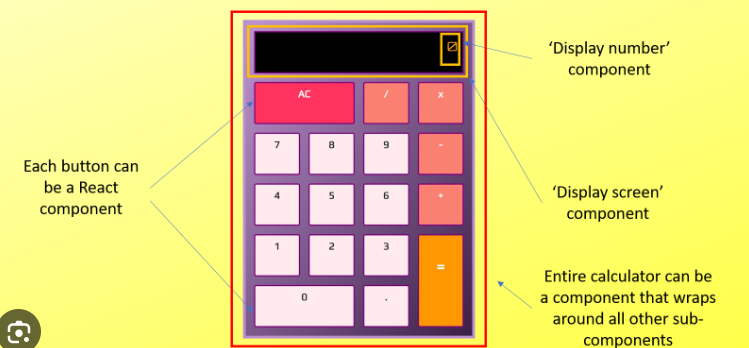 'Display number'
component
AC / x
7 8 9 -
Each button can
be a React
component
4 5 6 +
'Display screen'
component
1 2 3 =
0 .
Entire calculator can be
a component that wraps
around all other sub-
components